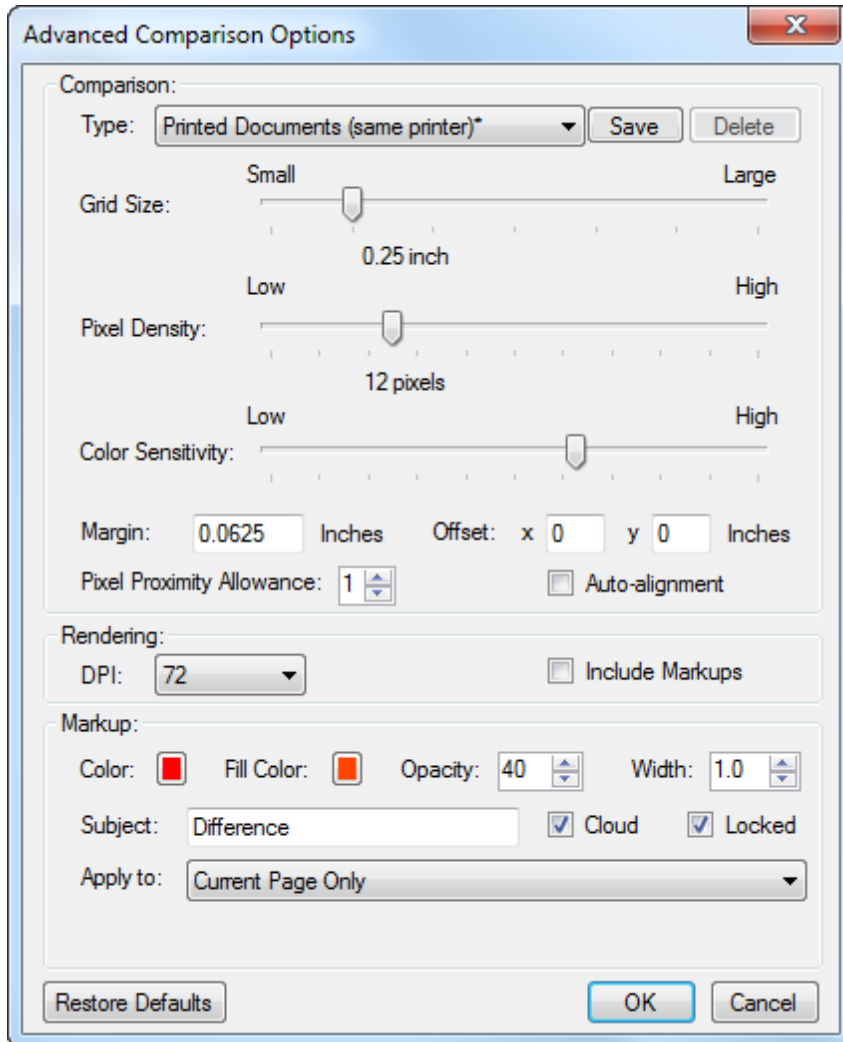 Advanced Comparison Options
Comparison:
Type: Printed Documents (same printer)* Save Delete
Small Large
Grid Size:
0.25 inch
Low High
Pixel Density:
12 pixels
Low High
Color Sensitivity:
Margin: 0.0625 Inches Offset: x 0 y 0 Inches
Pixel Proximity Allowance: 1 Auto-alignment
Rendering:
DPI: 72 Include Markups
Markup:
Color: Fill Color: Opacity: 40 Width: 1.0
Subject: Difference Cloud Locked
Apply to: Current Page Only
Restore Defaults OK Cancel